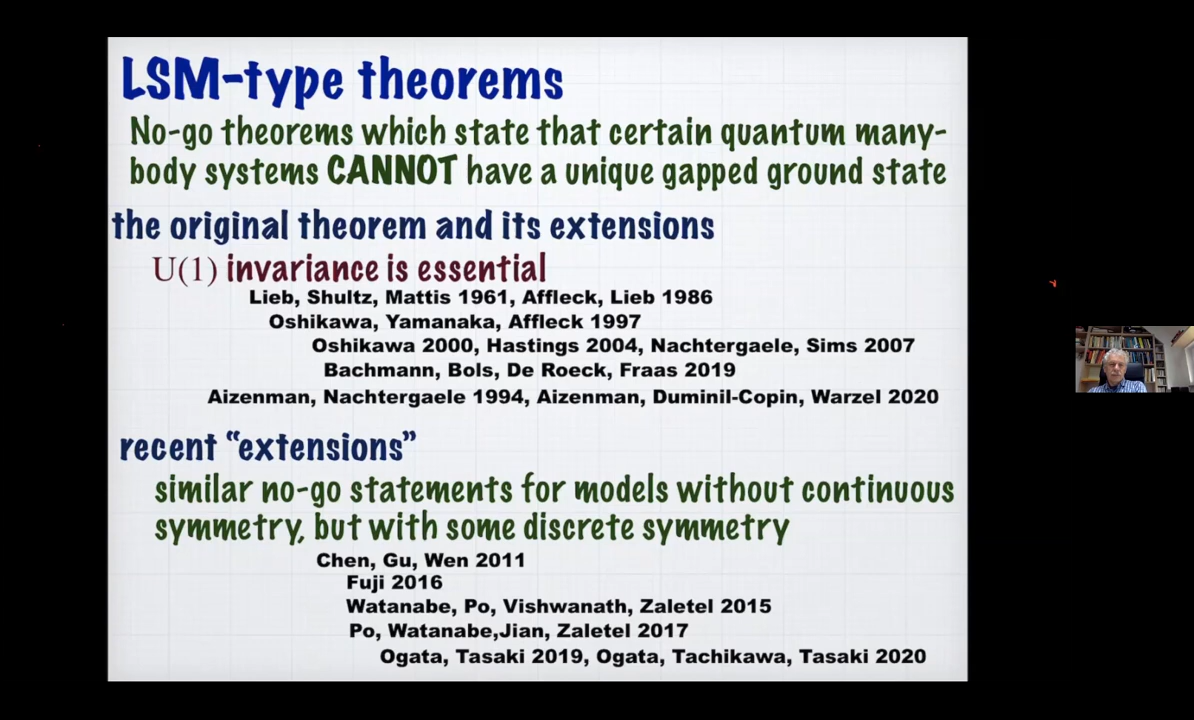 LSM-type theorems
No-go theorems which state that certain quantum many-
body systems CANNOT have a unique gapped ground state
the original theorem and its extensions
U(1) invariance is essential
Lieb, Shultz, Mattis 1961, Affleck, Lieb 1986
Oshikawa, Yamanaka, Affleck 1997
Oshikawa 2000, Hastings 2004, Nachtergaele, Sims 2007
Bachmann, Bols, De Roeck, Fraas 2019
Aizenman, Nachtergaele 1994, Aizenman, Duminil-Copin, Warzel 2020
recent “extensions”
similar no-go statements for models without continuous
symmetry, but with some discrete symmetry
Chen, Gu, Wen 2011
Fuji 2016
Watanabe, Po, Vishwanath, Zaletel 2015
Po, Watanabe,Jian, Zaletel 2017
Ogata, Tasaki 2019, Ogata, Tachikawa, Tasaki 2020